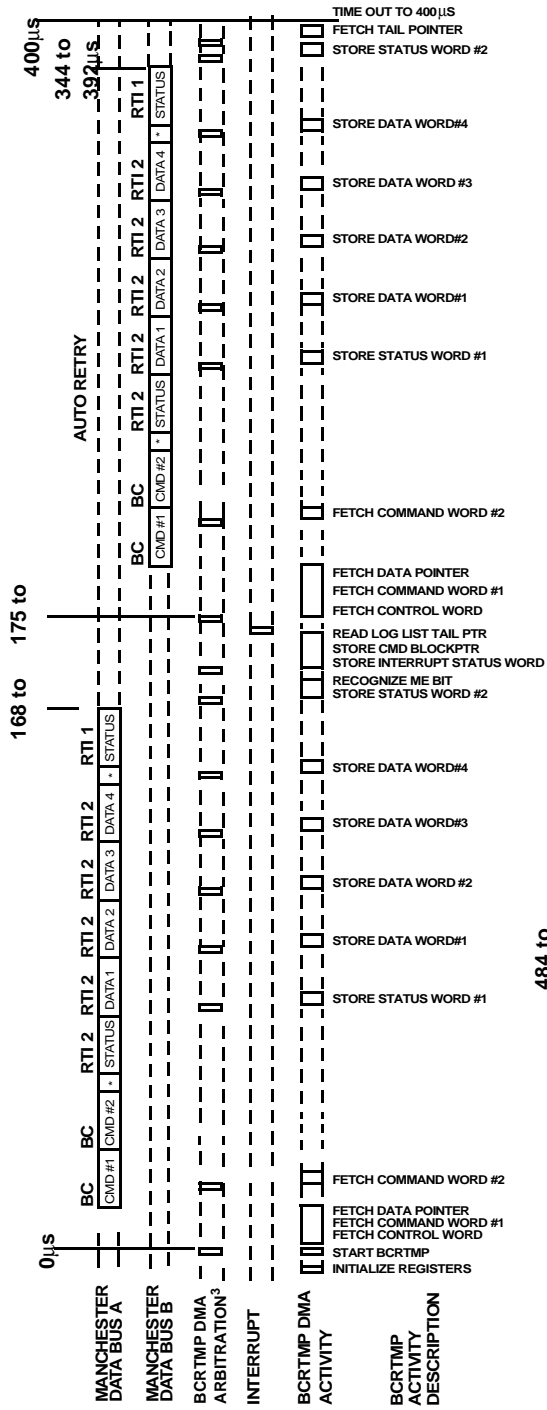 TIME OUT TO 400μs
FETCH TAIL POINTER
STORE STATUS WORD #2
STORE DATA WORD#4
STORE DATA WORD #3
STORE DATA WORD#2
STORE DATA WORD#1
STORE STATUS WORD #1
FETCH COMMAND WORD #2
FETCH DATA POINTER
FETCH COMMAND WORD #1
FETCH CONTROL WORD
READ LOG LIST TAIL PTR
STORE CMD BLOCKPTR
STORE INTERRUPT STATUS WORD
RECOGNIZE ME BIT
STORE STATUS WORD #2
STORE DATA WORD#4
STORE DATA WORD#3
STORE DATA WORD #2
STORE DATA WORD#1
STORE STATUS WORD #1
FETCH COMMAND WORD #2
FETCH DATA POINTER
FETCH COMMAND WORD #1
FETCH CONTROL WORD
START BCRTMP
INITIALIZE REGISTERS
0μs
168 to
175 to
344 to
392μs
400μs
AUTO RETRY
484 to
MANCHESTER
DATA BUS A
BC
BC
RTI 2
RTI 2
RTI 2
RTI 2
RTI 2
RTI 1
CMD #1
CMD #2
*
STATUS
DATA1
DATA 2
DATA 3
DATA 4
*
STATUS
MANCHESTER
DATA BUS B
BC
BC
RTI 2
RTI 2
RTI 2
RTI 2
RTI 2
RTI 1
CMD #1
CMD #2
*
STATUS
DATA 1
DATA 2
DATA 3
DATA 4
*
STATUS
BCRTMP DMA
ARBITRATION³
INTERRUPT
BCRTMP DMA
ACTIVITY
BCRTMP
ACTIVITY
DESCRIPTION